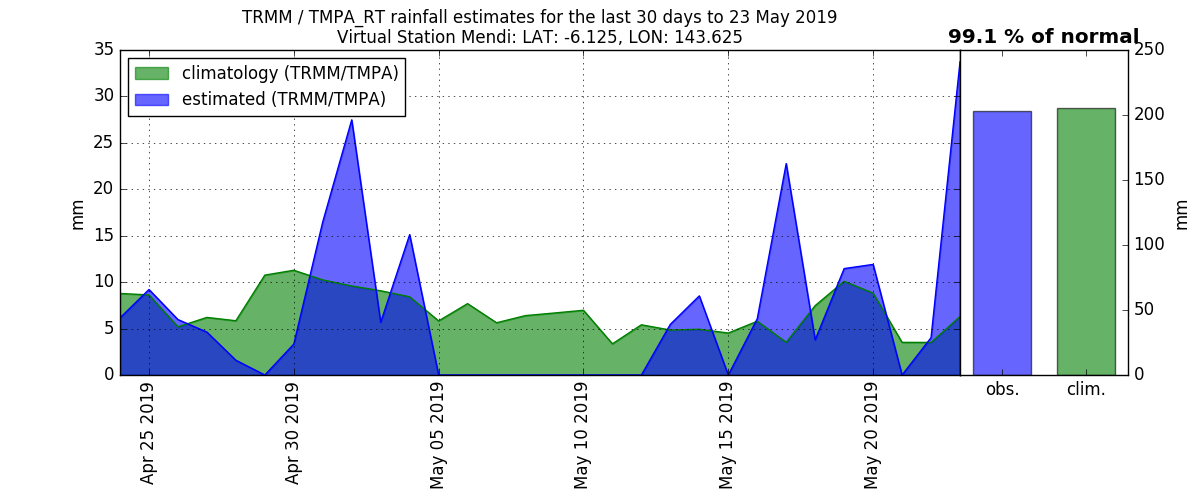 TRMM / TMPA_RT rainfall estimates for the last 30 days to 23 May 2019
Virtual Station Mendi: LAT: -6.125, LON: 143.625
99.1 % of normal
climatology (TRMM/TMPA)
estimated (TRMM/TMPA)
35
30
25
20
15
10
5
0
mm
Apr 25 2019
Apr 30 2019
May 05 2019
May 10 2019
May 15 2019
May 20 2019
obs.
clim.
250
200
150
100
50
0
mm